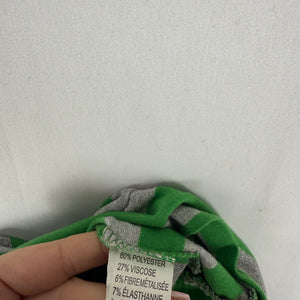 60% POLYESTER
27% VISCOSE
6% FIBRE MÉTALISÉE
7% ÉLASTHANNE